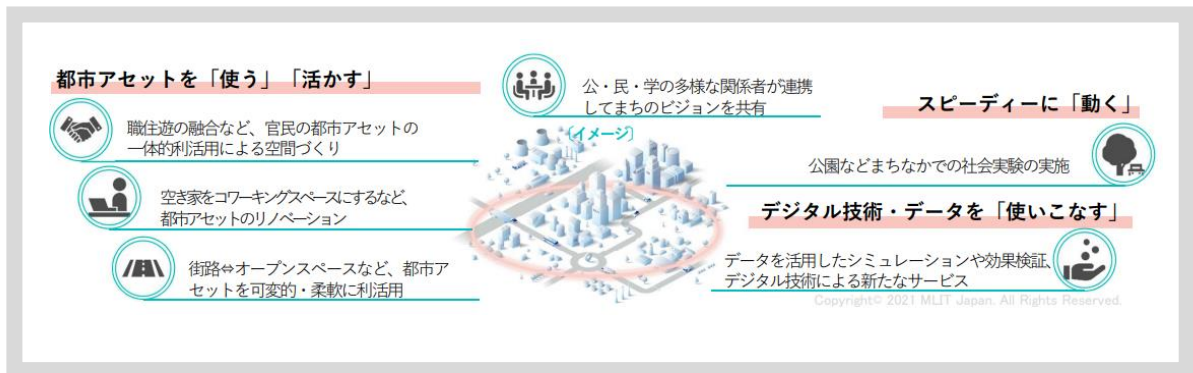 都市アセットを「使う」「活かす」
職住遊の融合など、官民の都市アセットの
一体的利活用による空間づくり
空き家をコワーキングスペースにするなど、
都市アセットのリノベーション
街路⇔オープンスペースなど、都市ア
セットを可変的・柔軟に利活用
公・民・学の多様な関係者が連携
してまちのビジョンを共有
〔イメージ〕
スピーディーに「動く」
公園などまちなかでの社会実験の実施
デジタル技術・データを「使いこなす」
データを活用したシミュレーションや効果検証、
デジタル技術による新たなサービス
Copyright© 2021 MLIT Japan. All Rights Reserved.